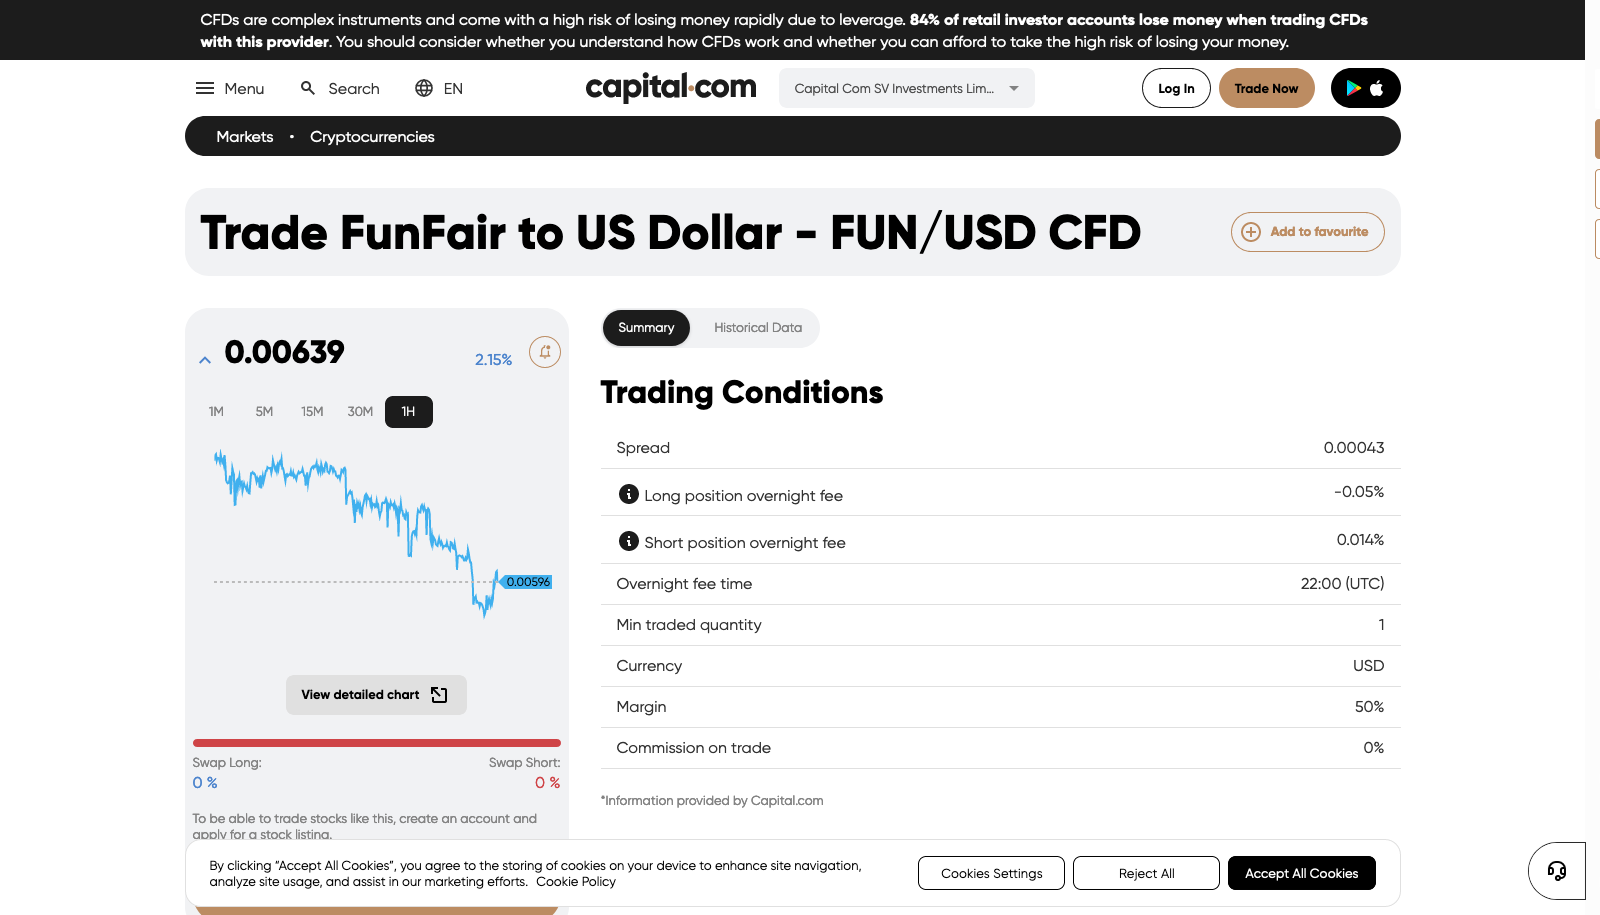 CFDs are complex instruments and come with a high risk of losing money rapidly due to leverage. 84% of retail investor accounts lose money when trading CFDs
with this provider. You should consider whether you understand how CFDs work and whether you can afford to take the high risk of losing your money.
Menu Search EN capital.com Capital Com SV Investments Lim... Log In Trade Now
Markets • Cryptocurrencies
Trade FunFair to US Dollar - FUN/USD CFD Add to favourite
0.00639 2.15%
1M 5M 15M 30M 1H
0.00596
View detailed chart
Swap Long: Swap Short:
0 % 0 %
To be able to trade stocks like this, create an account and
apply for a stock listing.
Summary Historical Data
Trading Conditions
Spread 0.00043
Long position overnight fee -0.05%
Short position overnight fee 0.014%
Overnight fee time 22:00 (UTC)
Min traded quantity 1
Currency USD
Margin 50%
Commission on trade 0%
*Information provided by Capital.com
By clicking “Accept All Cookies”, you agree to the storing of cookies on your device to enhance site navigation,
analyze site usage, and assist in our marketing efforts. Cookie Policy
Cookies Settings Reject All Accept All Cookies